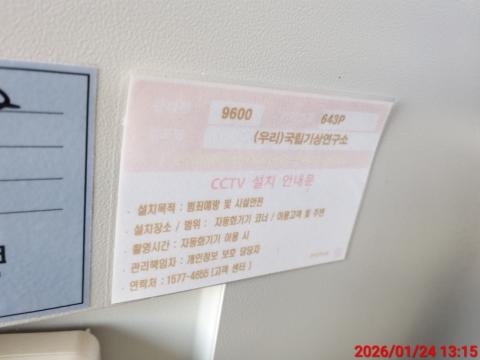 9600 643P
(우리)국립기상연구소
CCTV 설치 안내문
· 설치목적 : 범죄예방 및 시설안전
· 설치장소 / 범위 : 자동화기기 코너 / 이용고객 및 주변
· 촬영시간 : 자동화기기 이용 시
· 관리책임자 : 개인정보 보호 담당자
· 연락처 : 1577-4655 (고객 센터)
2026/01/24 13:15